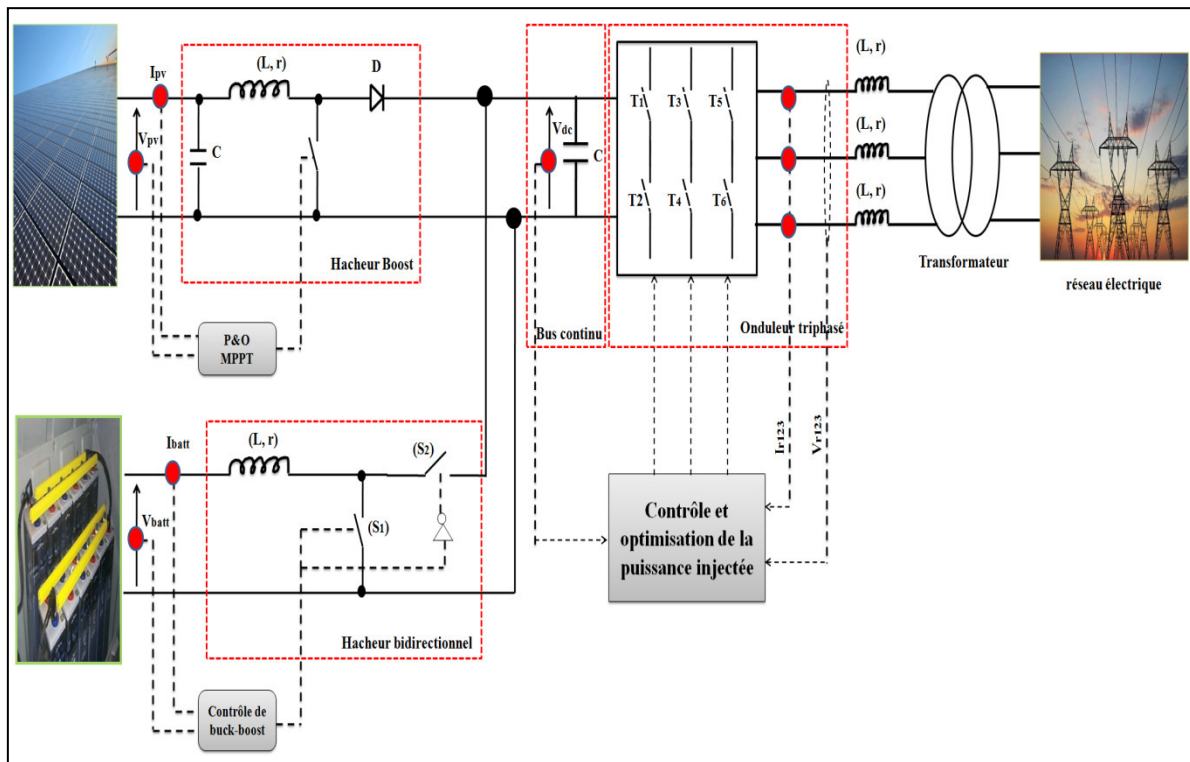 Ipv
(L, r)
D
Vpv
C
Hacheur Boost
P&O
MPPT
Vdc
C
Bus continu
T1
T3
T5
T2
T4
T6
Onduleur triphasé
(L, r)
(L, r)
(L, r)
Transformateur
réseau électrique
Ir123
Vr123
Contrôle et
optimisation de la
puissance injectée
Ibatt
(L, r)
(S2)
Vbatt
(S1)
Hacheur bidirectionnel
Contrôle de
buck-boost